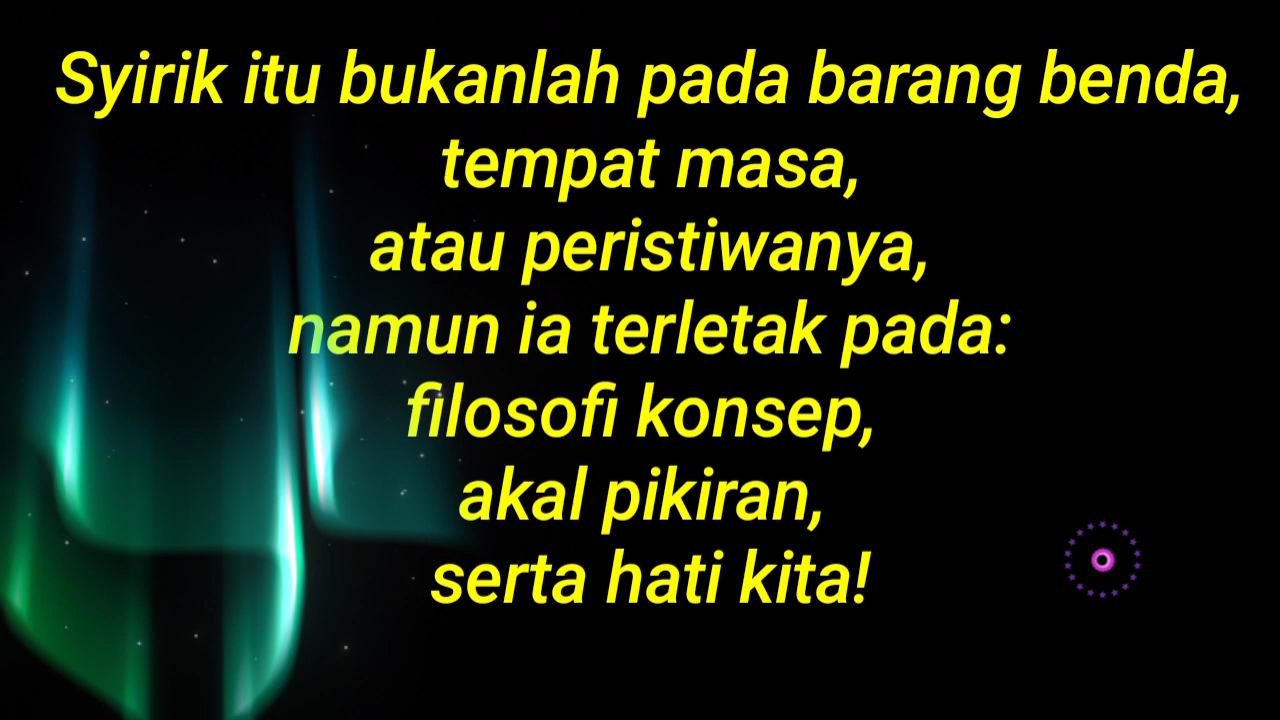 Syirik itu bukanlah pada barang benda,
tempat masa,
atau peristiwanya,
namun ia terletak pada:
filosofi konsep,
akal pikiran,
serta hati kita!